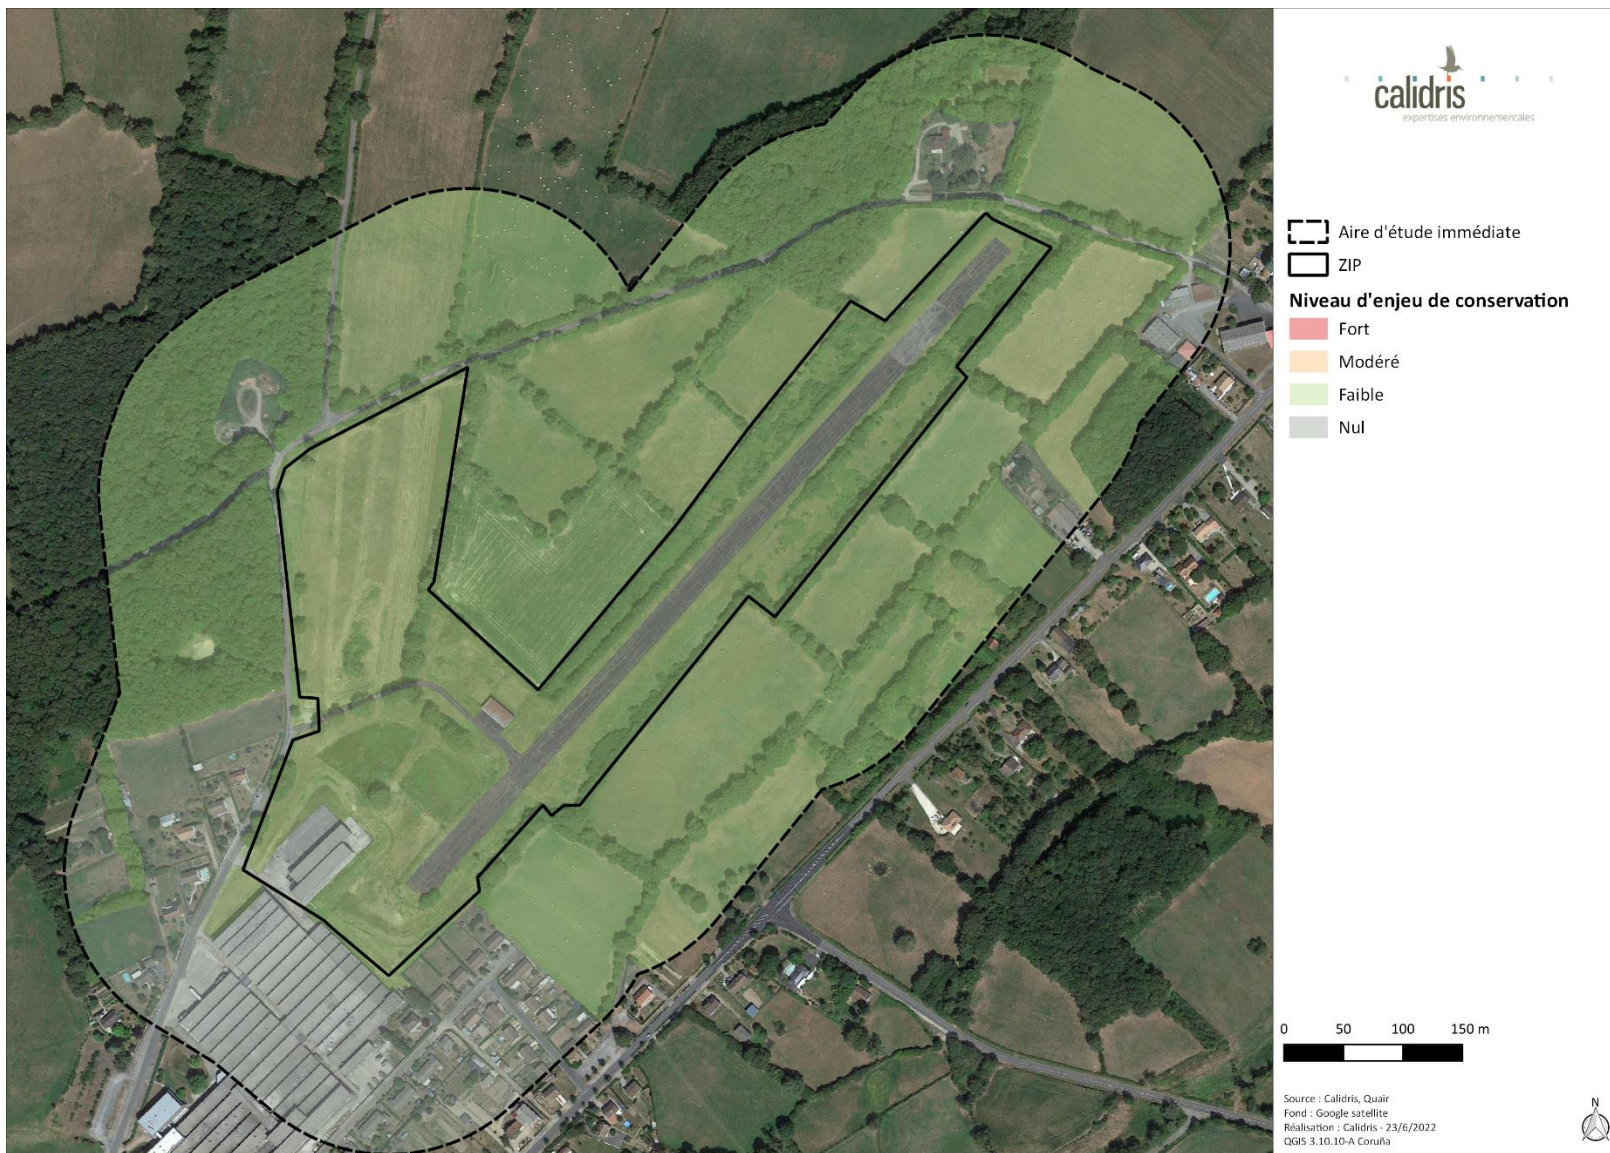 calidris
expertises environnementales
Aire d'étude immédiate
ZIP
Niveau d'enjeu de conservation
Fort
Modéré
Faible
Nul
0 50 100 150 m
Source : Calidris, Quair
Fond : Google satellite
Réalisation : Calidris - 23/6/2022
QGIS 3.10.10-A Coruña
N